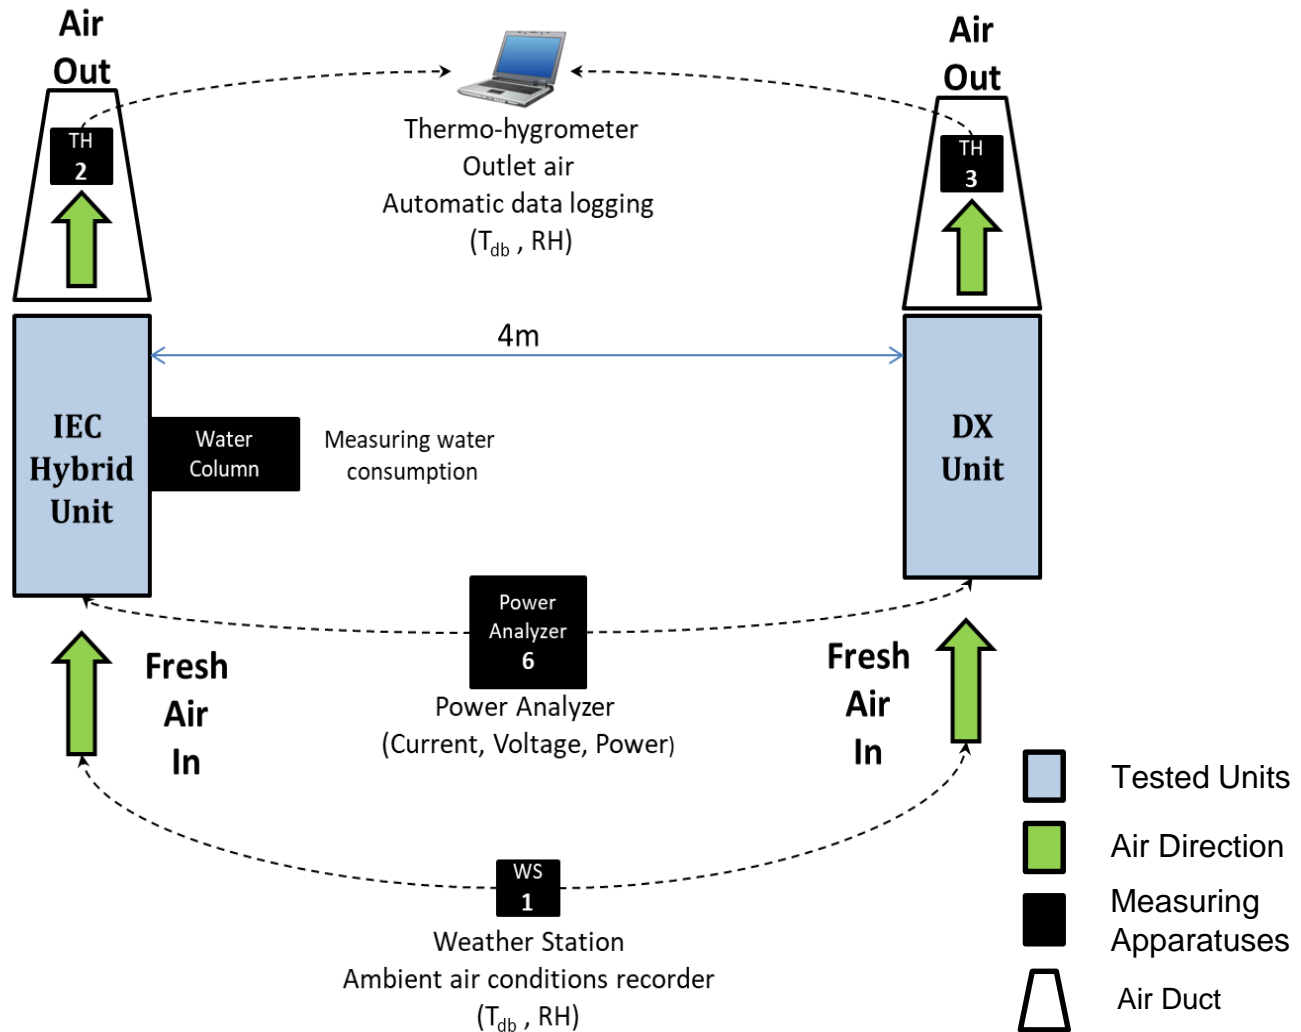 Air
Out
Air
Out
TH
2
TH
3
Thermo-hygrometer
Outlet air
Automatic data logging
(Tdb , RH)
4m
IEC
Hybrid
Unit
Water
Column
Measuring water
consumption
DX
Unit
Power
Analyzer
6
Fresh
Air
In
Fresh
Air
In
Power Analyzer
(Current, Voltage, Power)
WS
1
Weather Station
Ambient air conditions recorder
(Tdb , RH)
Tested Units
Air Direction
Measuring
Apparatuses
Air Duct